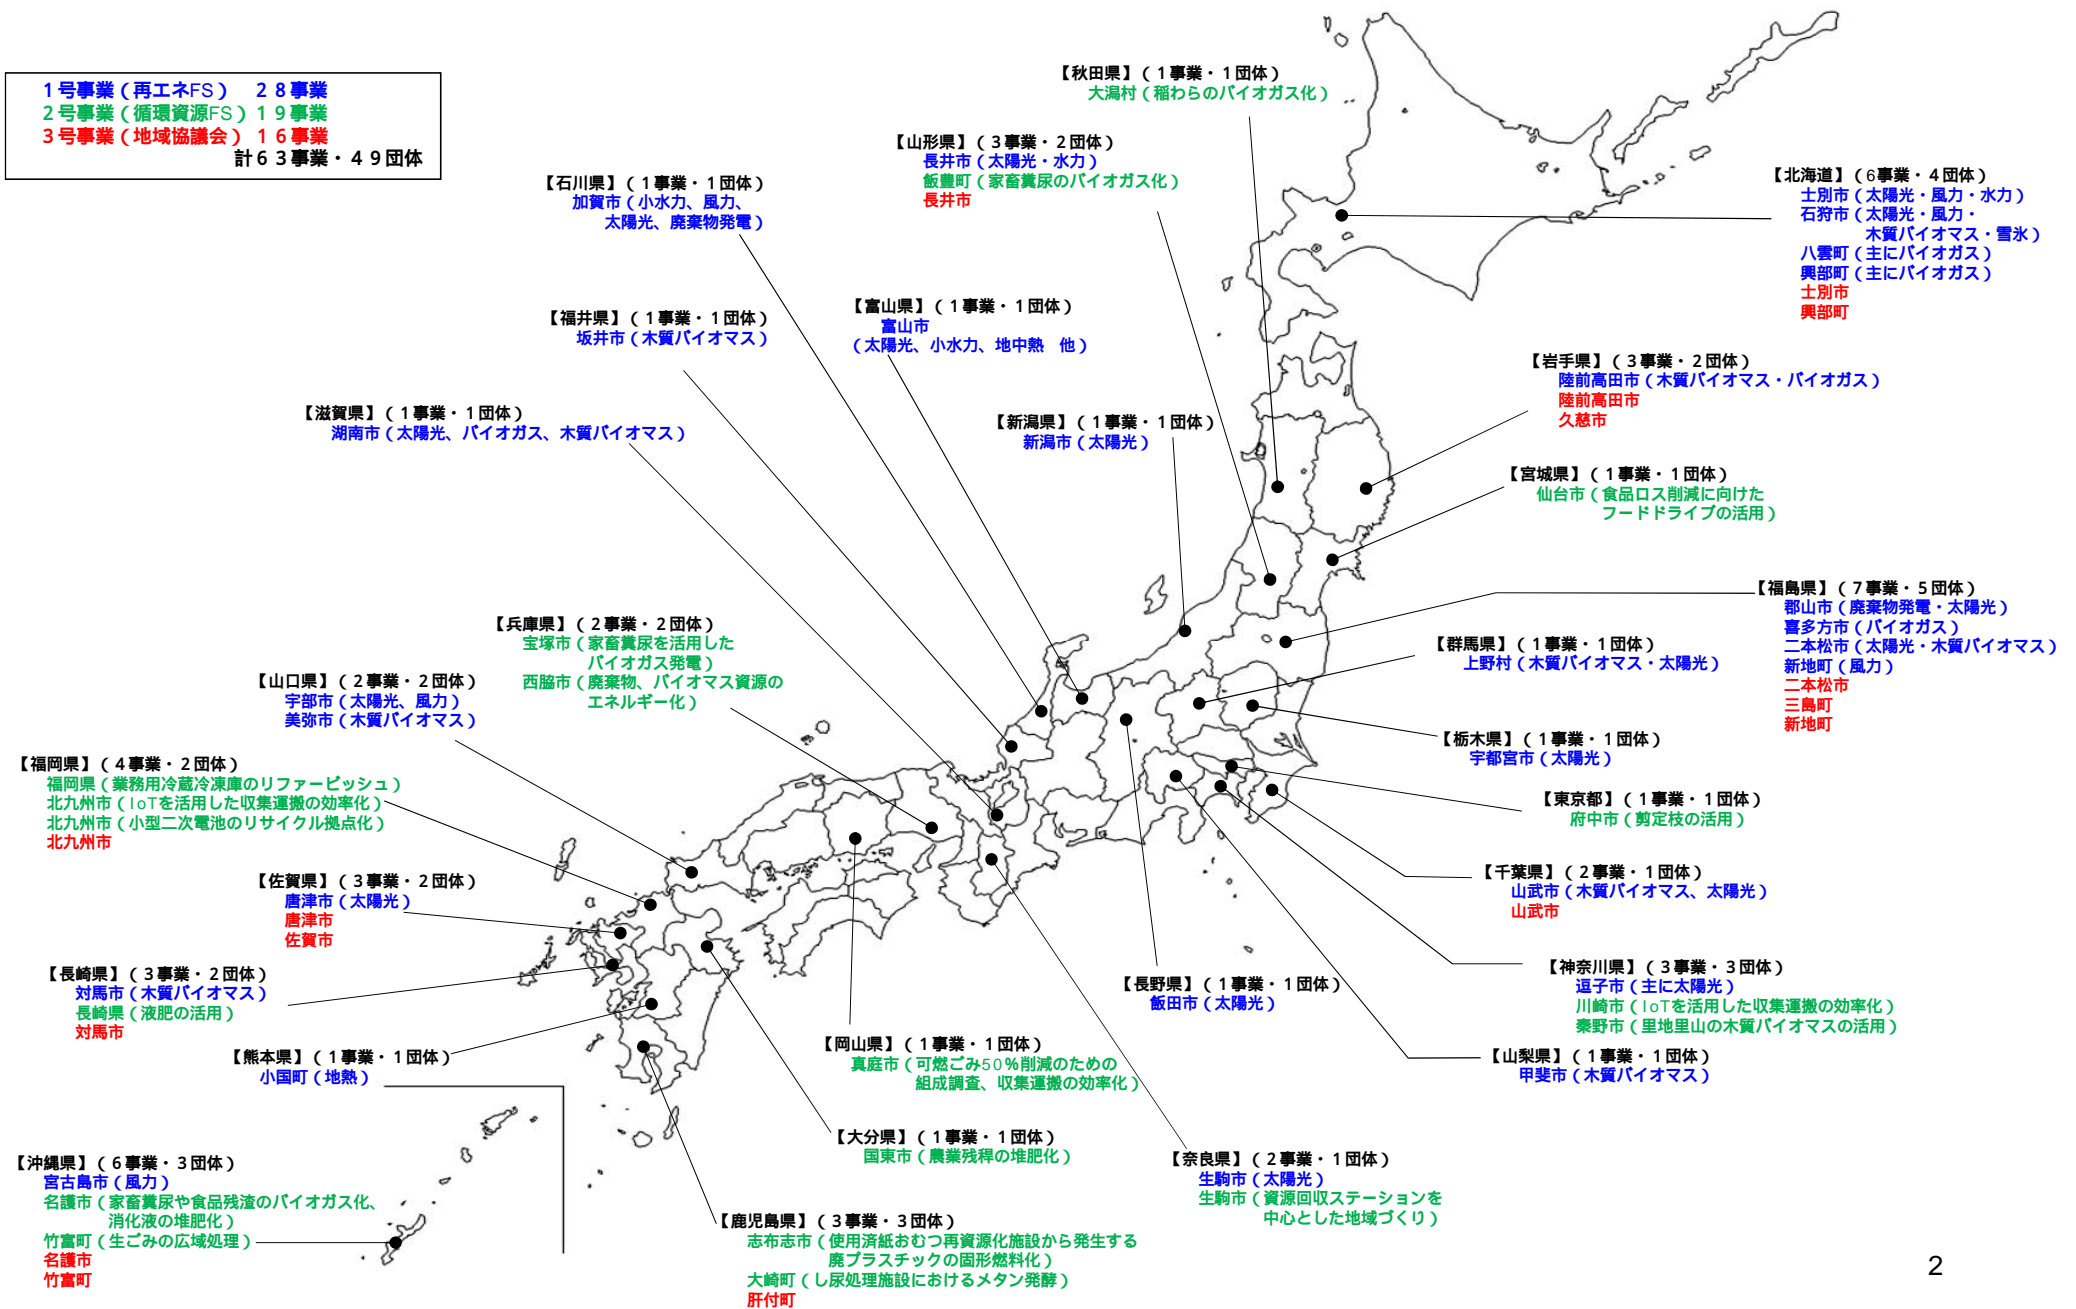 1号事業（再エネFS）　28事業
2号事業（循環資源FS）19事業
3号事業（地域協議会）16事業
計63事業・49団体
【秋田県】（1事業・1団体）
大潟村（稲わらのバイオガス化）
【山形県】（3事業・2団体）
長井市（太陽光・水力）
飯豊町（家畜糞尿のバイオガス化）
長井市
【石川県】（1事業・1団体）
加賀市（小水力、風力、
太陽光、廃棄物発電）
【北海道】（6事業・4団体）
士別市（太陽光・風力・水力）
石狩市（太陽光・風力・
木質バイオマス・雪氷）
八雲町（主にバイオガス）
興部町（主にバイオガス）
士別市
興部町
【福井県】（1事業・1団体）
坂井市（木質バイオマス）
【富山県】（1事業・1団体）
富山市
（太陽光、小水力、地中熱　他）
【岩手県】（3事業・2団体）
陸前高田市（木質バイオマス・バイオガス）
陸前高田市
久慈市
【滋賀県】（1事業・1団体）
湖南市（太陽光、バイオガス、木質バイオマス）
【新潟県】（1事業・1団体）
新潟市（太陽光）
【宮城県】（1事業・1団体）
仙台市（食品ロス削減に向けた
フードドライブの活用）
【福島県】（7事業・5団体）
郡山市（廃棄物発電・太陽光）
喜多方市（バイオガス）
二本松市（太陽光・木質バイオマス）
新地町（風力）
二本松市
三島町
新地町
【兵庫県】（2事業・2団体）
宝塚市（家畜糞尿を活用した
バイオガス発電）
西脇市（廃棄物、バイオマス資源の
エネルギー化）
【群馬県】（1事業・1団体）
上野村（木質バイオマス・太陽光）
【山口県】（2事業・2団体）
宇部市（太陽光、風力）
美弥市（木質バイオマス）
【栃木県】（1事業・1団体）
宇都宮市（太陽光）
【福岡県】（4事業・2団体）
福岡県（業務用冷蔵冷凍庫のリファービッシュ）
北九州市（IoTを活用した収集運搬の効率化）
北九州市（小型二次電池のリサイクル拠点化）
北九州市
【東京都】（1事業・1団体）
府中市（剪定枝の活用）
【千葉県】（2事業・1団体）
山武市（木質バイオマス、太陽光）
山武市
【佐賀県】（3事業・2団体）
唐津市（太陽光）
唐津市
佐賀市
【長崎県】（3事業・2団体）
対馬市（木質バイオマス）
長崎県（液肥の活用）
対馬市
【長野県】（1事業・1団体）
飯田市（太陽光）
【神奈川県】（3事業・3団体）
逗子市（主に太陽光）
川崎市（IoTを活用した収集運搬の効率化）
秦野市（里地里山の木質バイオマスの活用）
【熊本県】（1事業・1団体）
小国町（地熱）
【岡山県】（1事業・1団体）
真庭市（可燃ごみ50％削減のための
組成調査、収集運搬の効率化）
【山梨県】（1事業・1団体）
甲斐市（木質バイオマス）
【大分県】（1事業・1団体）
国東市（農業残稈の堆肥化）
【奈良県】（2事業・1団体）
生駒市（太陽光）
生駒市（資源回収ステーションを
中心とした地域づくり）
【沖縄県】（6事業・3団体）
宮古島市（風力）
名護市（家畜糞尿や食品残渣のバイオガス化、
消化液の堆肥化）
竹富町（生ごみの広域処理）
名護市
竹富町
【鹿児島県】（3事業・3団体）
志布志市（使用済紙おむつ再資源化施設から発生する
廃プラスチックの固形燃料化）
大崎町（し尿処理施設におけるメタン発酵）
肝付町
2